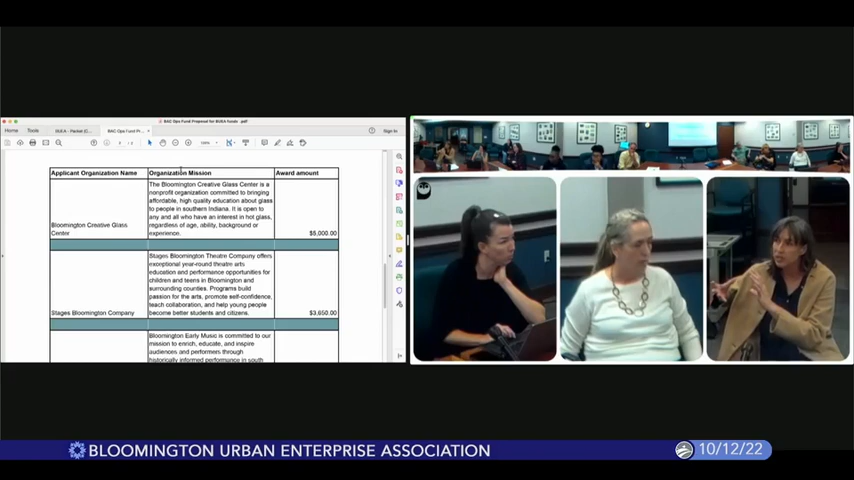 BAC Ops Fund Proposal for BUEA funds .pdf
Home Tools BUEA - Packet (C... BAC Ops Fund Pr... × Sign In
Applicant Organization Name Organization Mission Award amount
The Bloomington Creative Glass Center is a
nonprofit organization committed to bringing
affordable, high quality education about glass
to people in southern Indiana. It is open to
any and all who have an interest in hot glass,
regardless of age, ability, background or
experience.
Bloomington Creative Glass
Center
$5,000.00
Stages Bloomington Theatre Company offers
exceptional year-round theatre arts
education and performance opportunities for
children and teens in Bloomington and
surrounding counties. Programs build
passion for the arts, promote self-confidence,
teach collaboration, and help young people
become better students and citizens.
Stages Bloomington Company
$3,650.00
Bloomington Early Music is committed to our
mission to enrich, educate, and inspire
audiences and performers through
historically informed performance in south
BLOOMINGTON URBAN ENTERPRISE ASSOCIATION
10/12/22